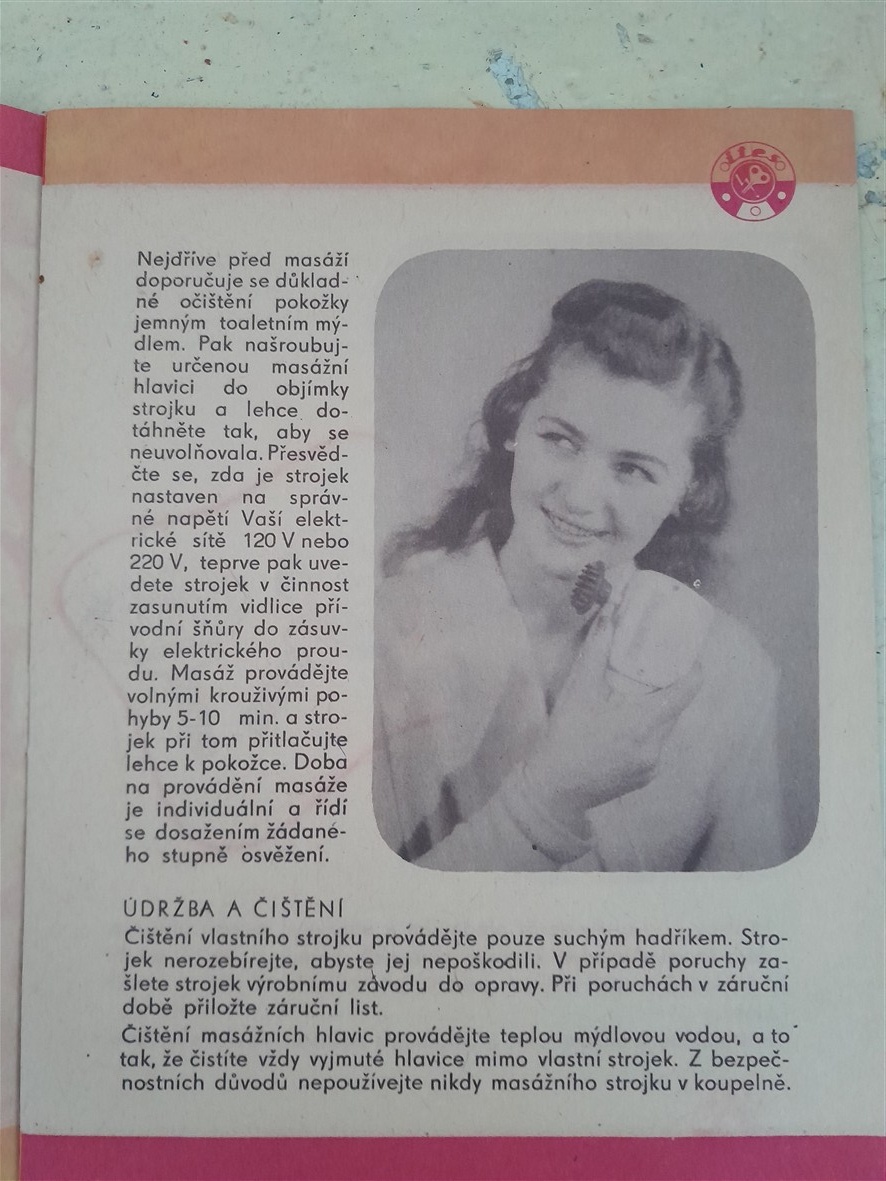 ites
Nejdříve před masáží
doporučuje se důklad-
né očištění pokožky
jemným toaletním mý-
dlem. Pak našroubuj-
te určenou masážní
hlavici do objímky
strojku a lehce do-
táhněte tak, aby se
neuvolňovala. Přesvěd-
čte se, zda je strojek
nastaven na správ-
né napětí Vaší elekt-
rické sítě 120 V nebo
220 V, teprve pak uve-
dete strojek v činnost
zasunutím vidlice pří-
vodní šňůry do zásuv-
ky elektrického prou-
du. Masáž provádějte
volnými krouživými po-
hyby 5-10 min. a stro-
jek při tom přitlačujte
lehce k pokožce. Doba
na provádění masáže
je individuální a řídí
se dosažením žádané-
ho stupně osvěžení.
ÚDRŽBA A ČIŠTĚNÍ
Čištění vlastního strojku provádějte pouze suchým hadříkem. Stro-
jek nerozebírejte, abyste jej nepoškodili. V případě poruchy za-
šlete strojek výrobnímu závodu do opravy. Při poruchách v záruční
době přiložte záruční list.
Čištění masážních hlavic provádějte teplou mýdlovou vodou, a to
tak, že čistíte vždy vyjmuté hlavice mimo vlastní strojek. Z bezpeč-
nostních důvodů nepoužívejte nikdy masážního strojku v koupelně.